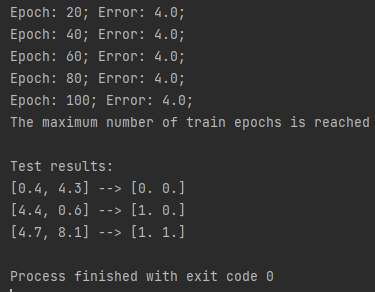 Epoch: 20; Error: 4.0;
Epoch: 40; Error: 4.0;
Epoch: 60; Error: 4.0;
Epoch: 80; Error: 4.0;
Epoch: 100; Error: 4.0;
The maximum number of train epochs is reached
Test results:
[0.4, 4.3] --> [0. 0.]
[4.4, 0.6] --> [1. 0.]
[4.7, 8.1] --> [1. 1.]
Process finished with exit code 0